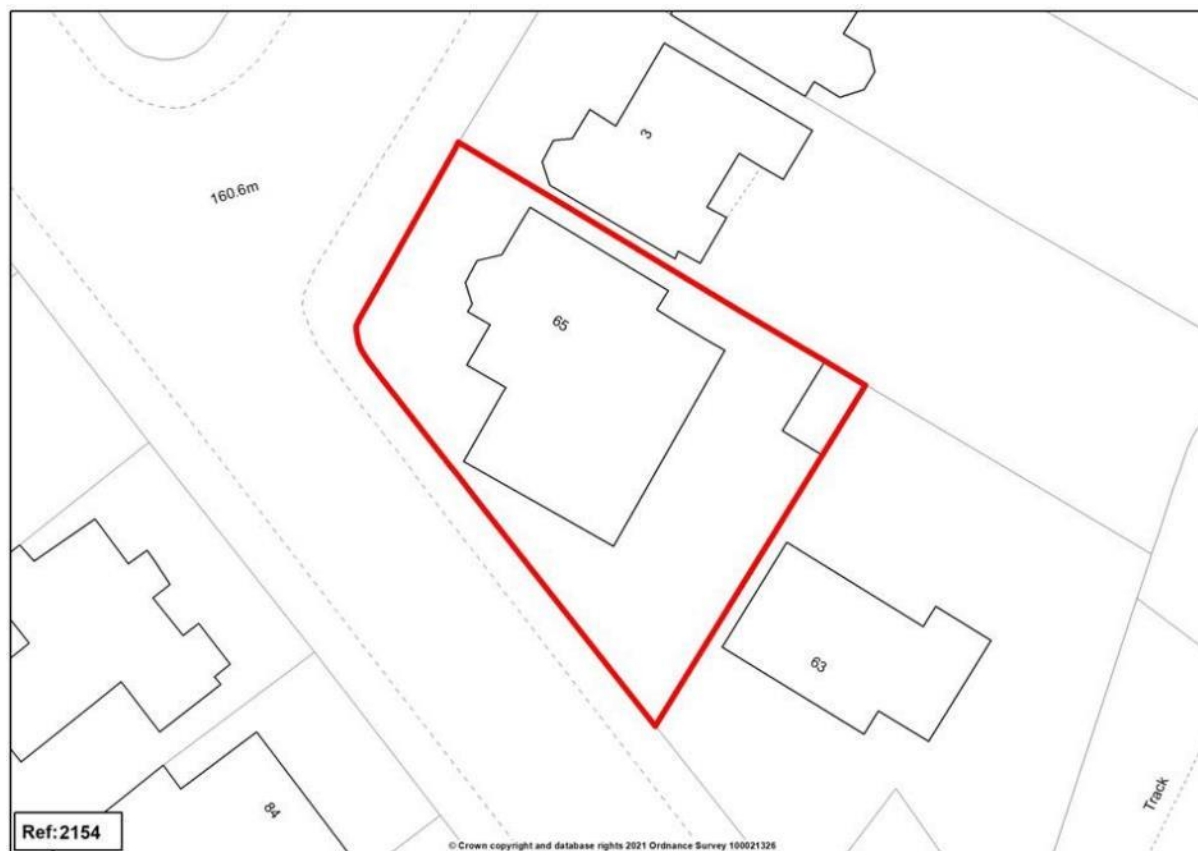 3
160.6m
65
63
Track
84
Ref:2154
© Crown copyright and database rights 2021 Ordnance Survey 100021326